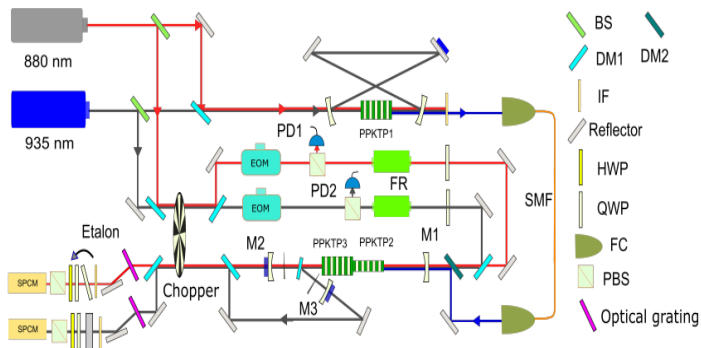 880 nm
935 nm
PD1
PPKTP1
EOM
PD2
FR
EOM
Etalon
M2
PPKTP3
PPKTP2
M1
SPCM
Chopper
M3
SPCM
SMF
BS
DM1
DM2
IF
Reflector
HWP
QWP
FC
PBS
Optical grating